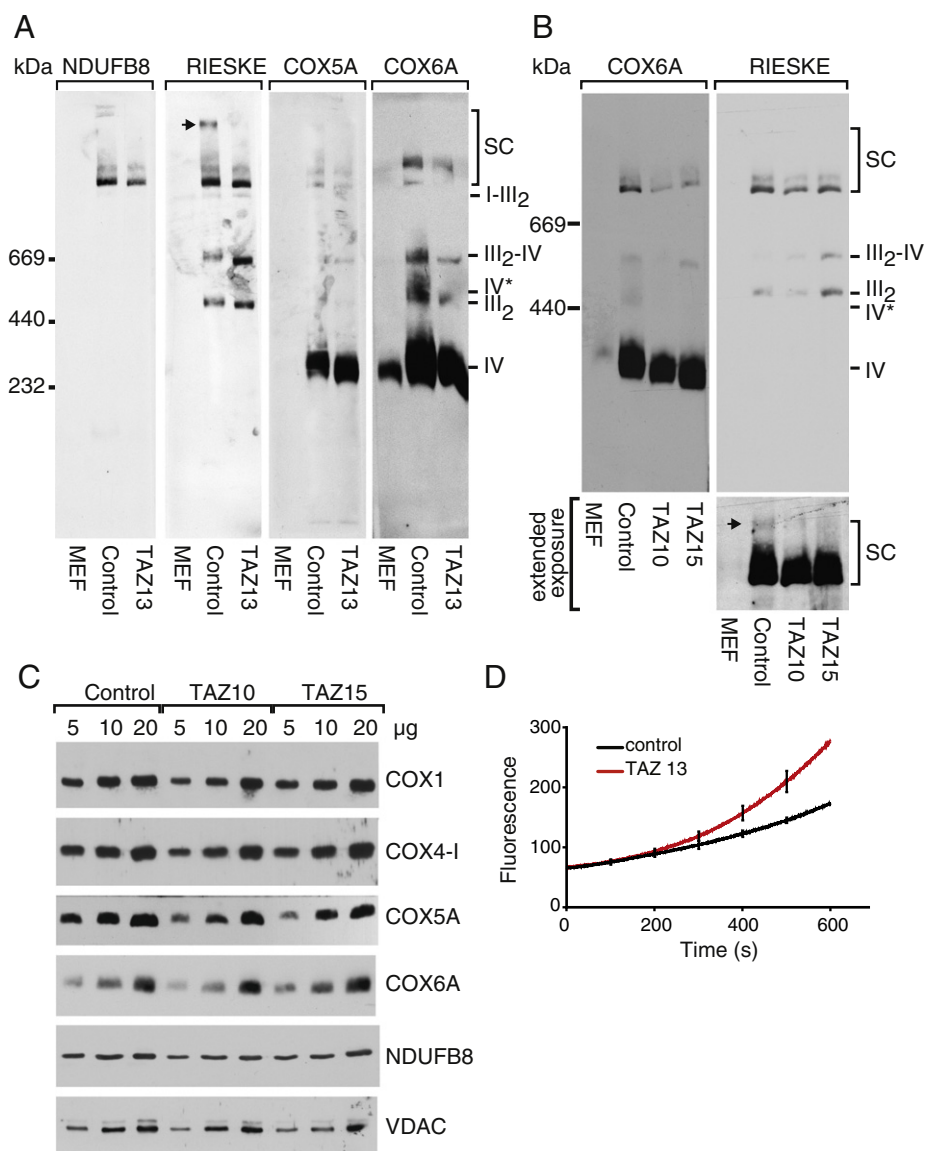 A
kDa NDUFB8 RIESKE COX5A COX6A
SC
I-III2
669 III2-IV
IV*
III2
440
IV
232
MEF Control TAZ13 MEF Control TAZ13 MEF Control TAZ13 MEF Control TAZ13
B
kDa COX6A RIESKE
SC
669
III2-IV
III2
440 IV*
IV
extended exposure
MEF Control TAZ10 TAZ15
SC
MEF Control TAZ10 TAZ15
C
Control TAZ10 TAZ15
5 10 20 5 10 20 5 10 20 µg
COX1
COX4-I
COX5A
COX6A
NDUFB8
VDAC
D
300
200
100
0
Fluorescence
control
TAZ 13
0 200 400 600
Time (s)